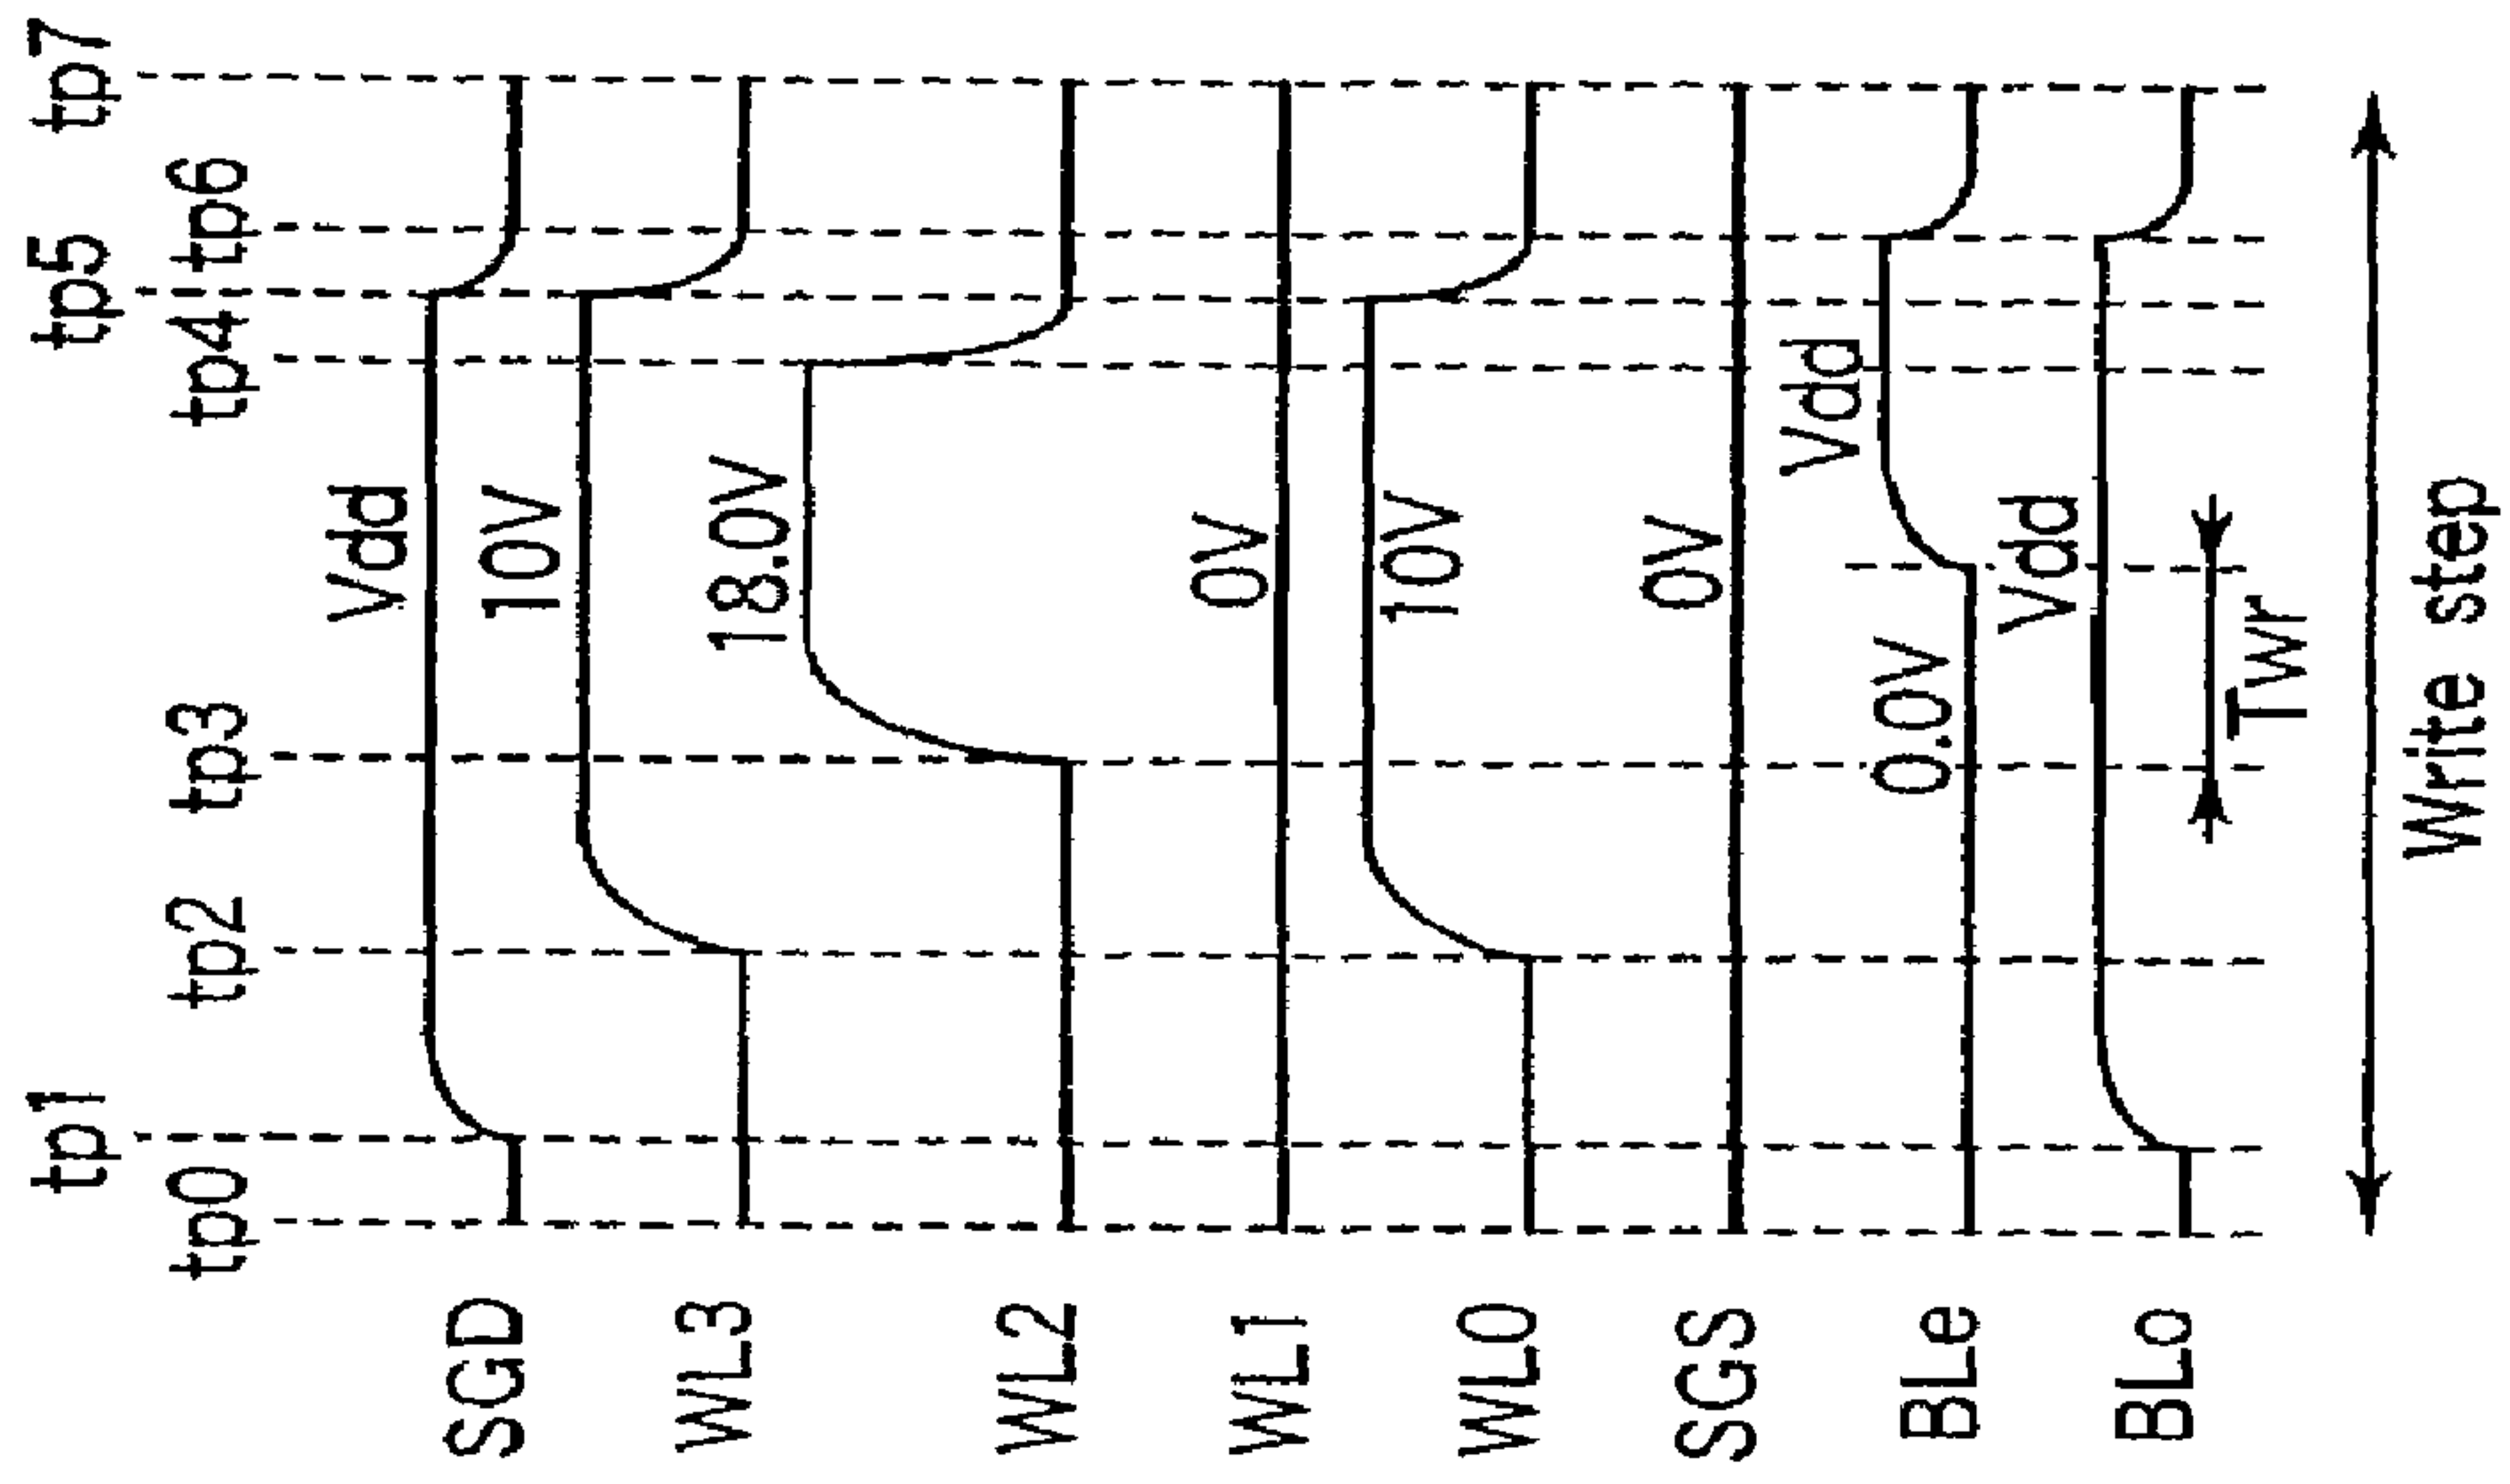 tp1 tp5 tp7
tp0 tp2 tp3 tp4 tp6
SGD Vdd
WL3 10V
WL2 18.0V
WL1 0V
WL0 10V
SGS 0V
BLe 0.0V Vdd
BLo Vdd
Twr
Write step